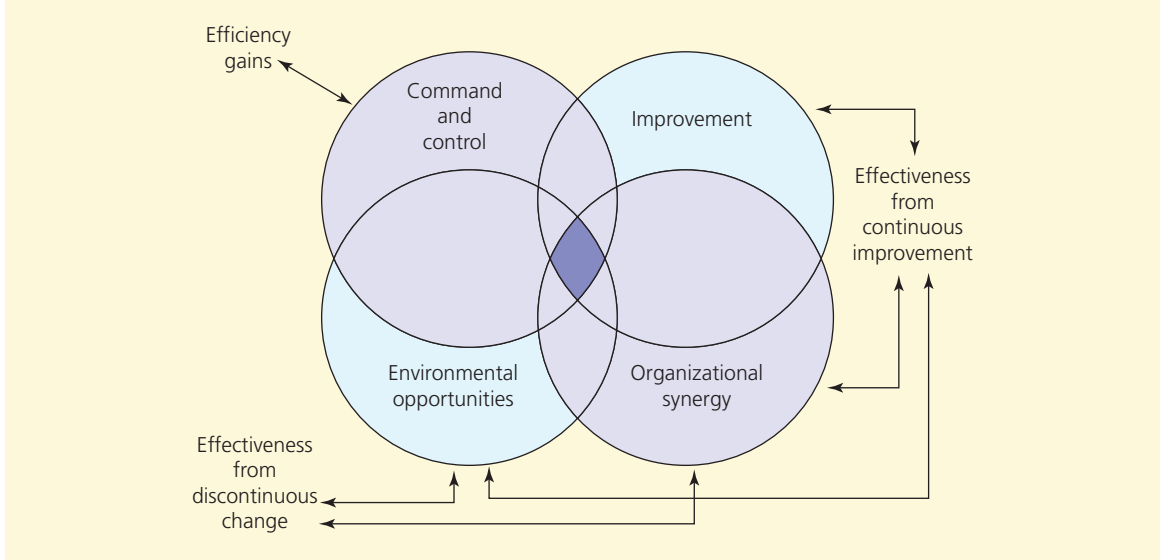 Efficiency
gains
Command
and
control
Improvement
Effectiveness
from
continuous
improvement
Environmental
opportunities
Organizational
synergy
Effectiveness
from
discontinuous
change